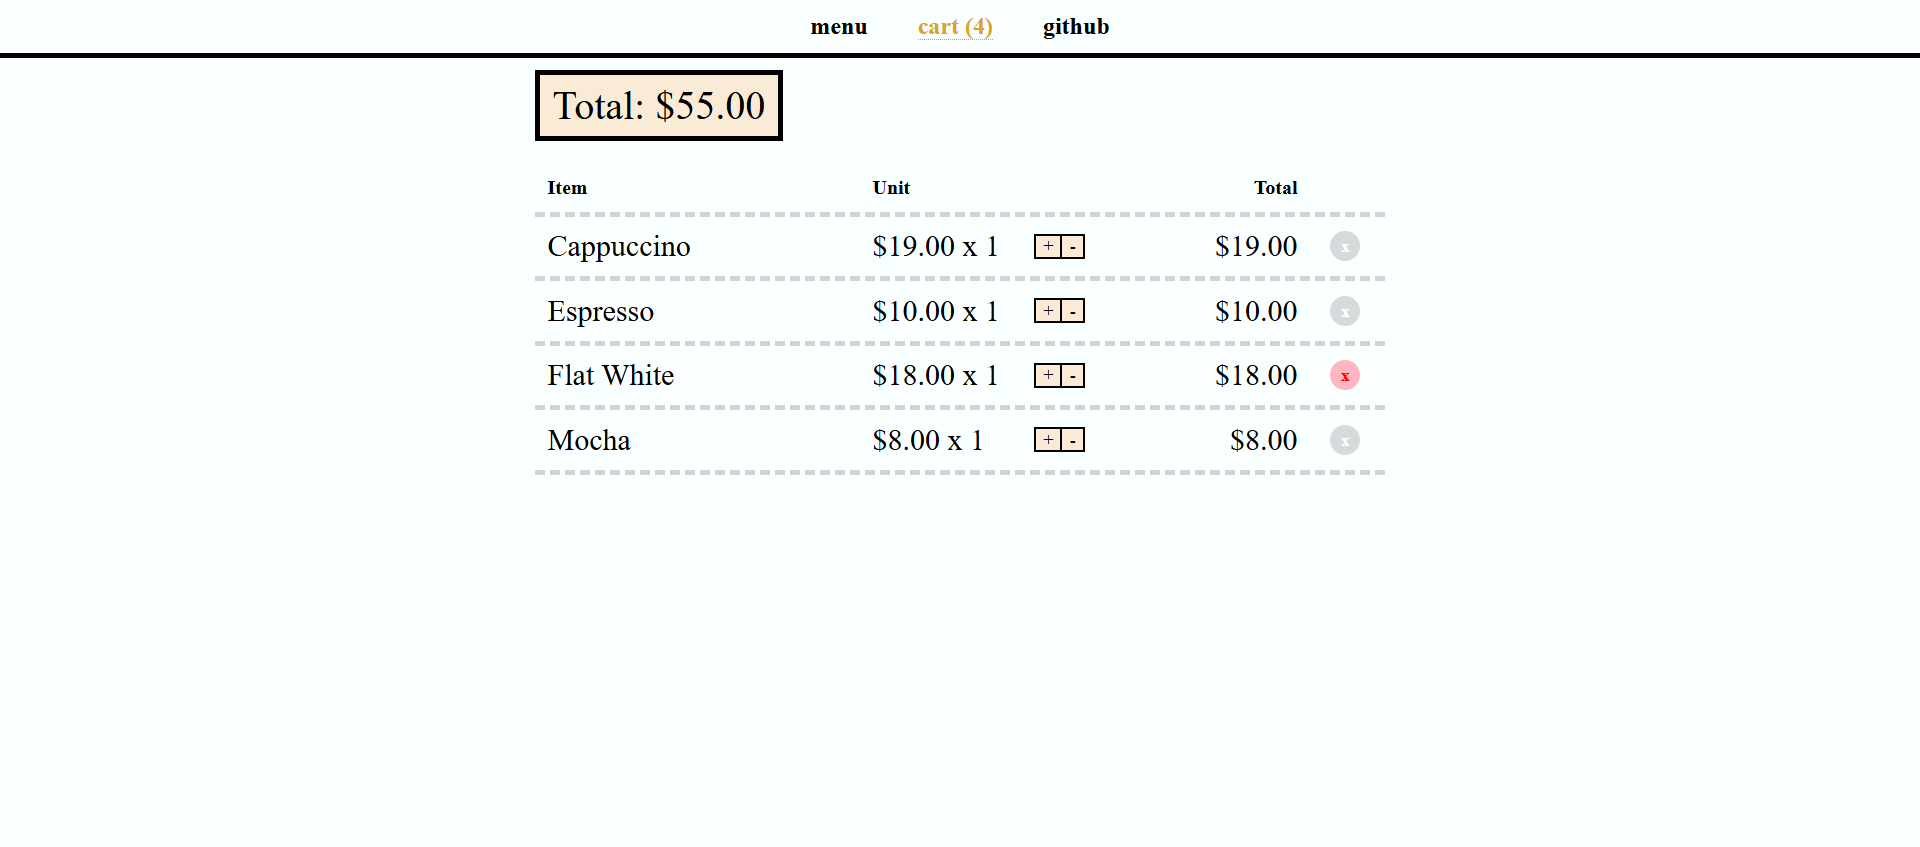 menu cart (4) github
Total: $55.00
Item Unit Total
Cappuccino $19.00 x 1 + - $19.00 x
Espresso $10.00 x 1 + - $10.00 x
Flat White $18.00 x 1 + - $18.00 x
Mocha $8.00 x 1 + - $8.00 x